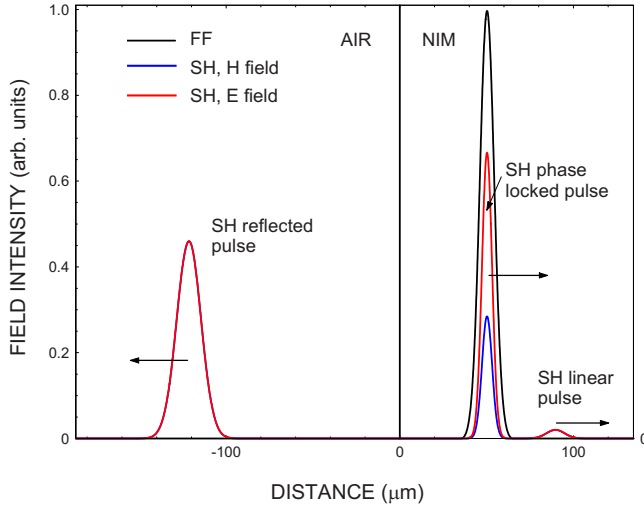 1.0
0.8
0.6
0.4
0.2
0
FIELD INTENSITY (arb. units)
FF
SH, H field
SH, E field
AIR
NIM
SH reflected
pulse
SH phase
locked pulse
SH linear
pulse
0
-100
0
100
DISTANCE (μm)